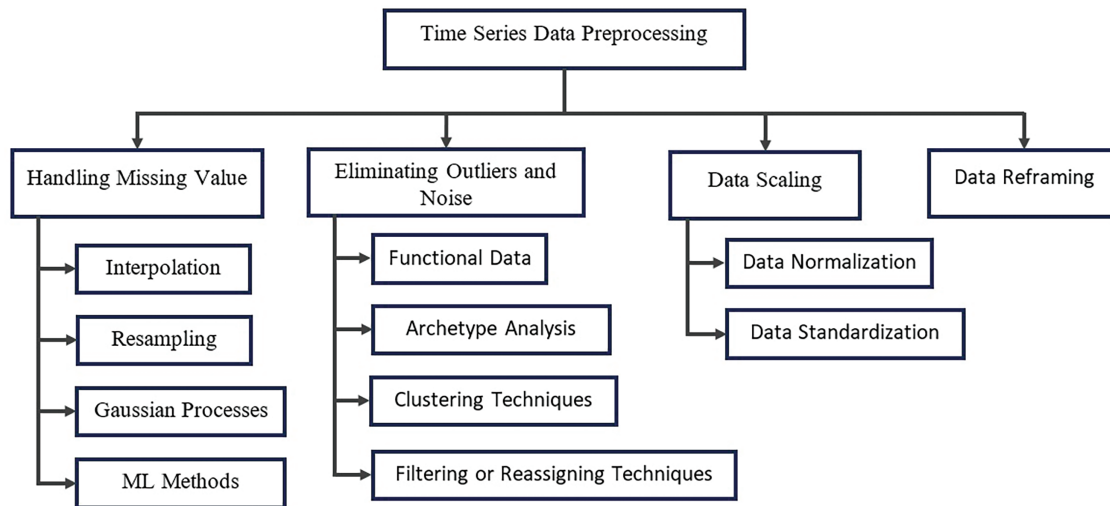 Time Series Data Preprocessing
Handling Missing Value
Interpolation
Resampling
Gaussian Processes
ML Methods
Eliminating Outliers and
Noise
Functional Data
Archetype Analysis
Clustering Techniques
Filtering or Reassigning Techniques
Data Scaling
Data Normalization
Data Standardization
Data Reframing